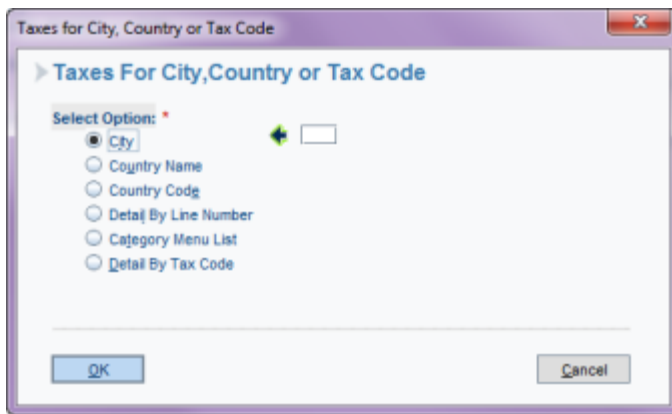 Taxes for City, Country or Tax Code
Taxes For City,Country or Tax Code
Select Option: *
City
Country Name
Country Code
Detail By Line Number
Category Menu List
Detail By Tax Code
OK
Cancel